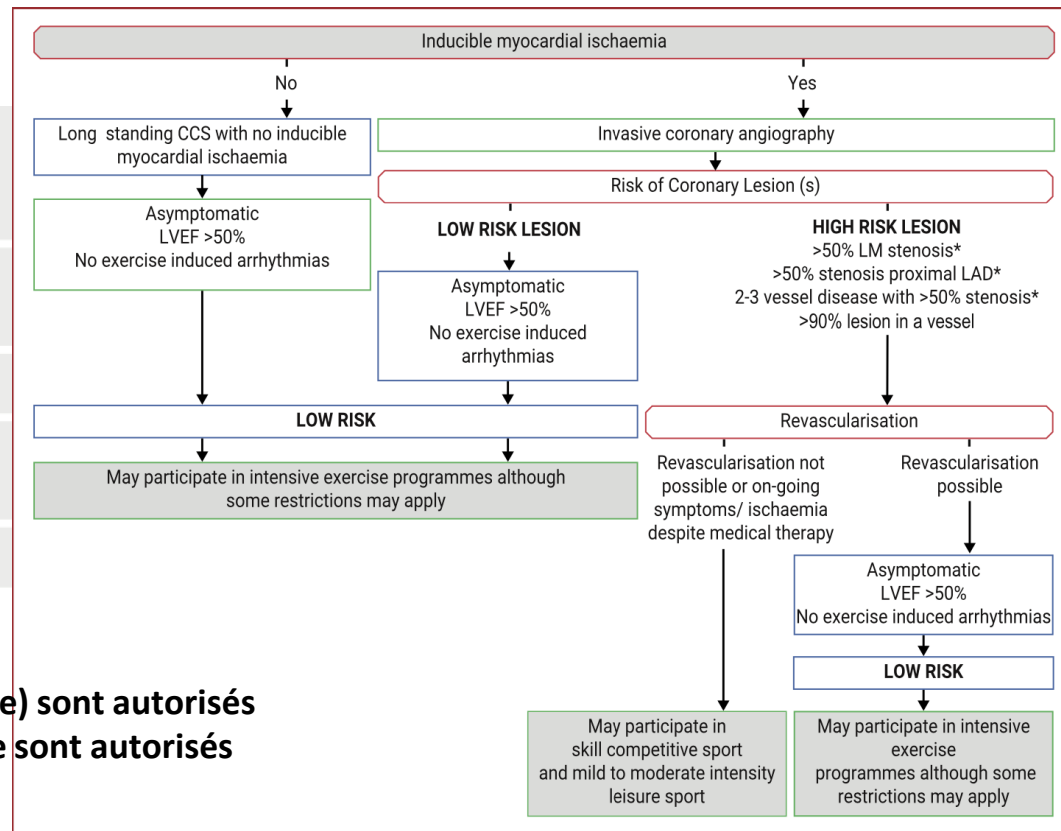 Inducible myocardial ischaemia
No
Yes
Long standing CCS with no inducible
myocardial ischaemia
Invasive coronary angiography
Risk of Coronary Lesion (s)
Asymptomatic
LVEF >50%
No exercise induced arrhythmias
LOW RISK LESION
Asymptomatic
LVEF >50%
No exercise induced
arrhythmias
HIGH RISK LESION
>50% LM stenosis*
>50% stenosis proximal LAD*
2-3 vessel disease with >50% stenosis*
>90% lesion in a vessel
LOW RISK
May participate in intensive exercise programmes although
some restrictions may apply
Revascularisation
Revascularisation not
possible or on-going
symptoms/ ischaemia
despite medical therapy
Revascularisation
possible
Asymptomatic
LVEF >50%
No exercise induced arrhythmias
LOW RISK
May participate in
skill competitive sport
and mild to moderate intensity
leisure sport
May participate in intensive
exercise
programmes although some
restrictions may apply
e) sont autorisés
e sont autorisés